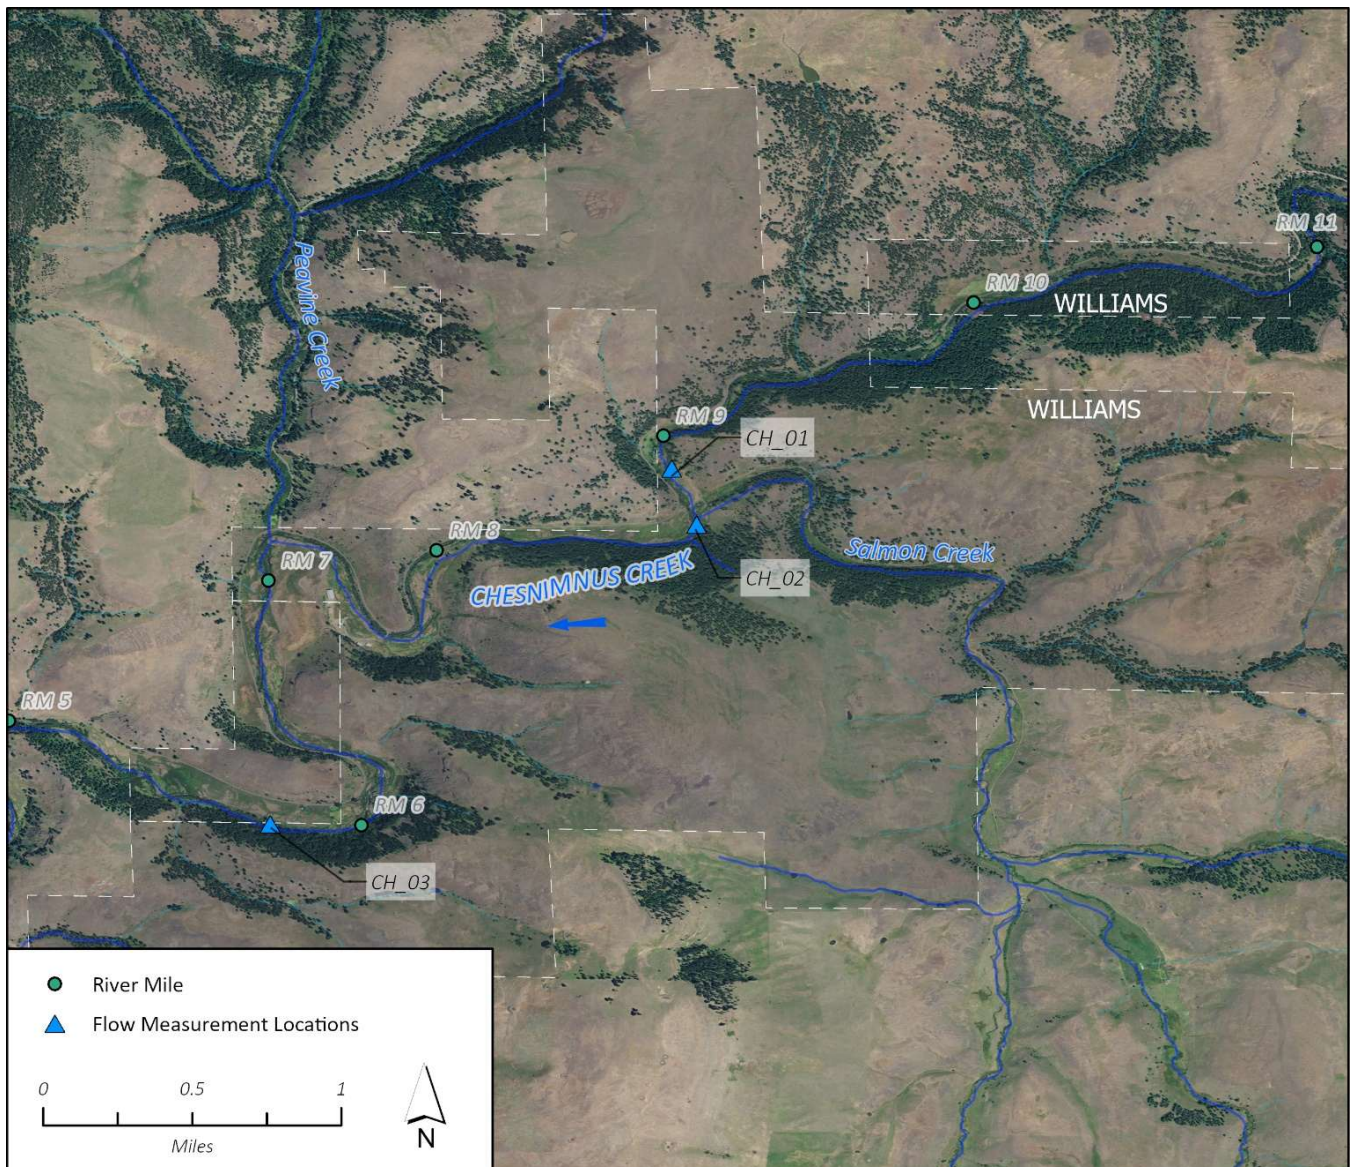 RM 11
RM 10
WILLIAMS
Peavine Creek
WILLIAMS
RM 9
CH_01
RM 8
Salmon Creek
RM 7
CHESNIMNUS CREEK
CH_02
RM 5
RM 6
CH_03
River Mile
Flow Measurement Locations
0 0.5 1
Miles
N